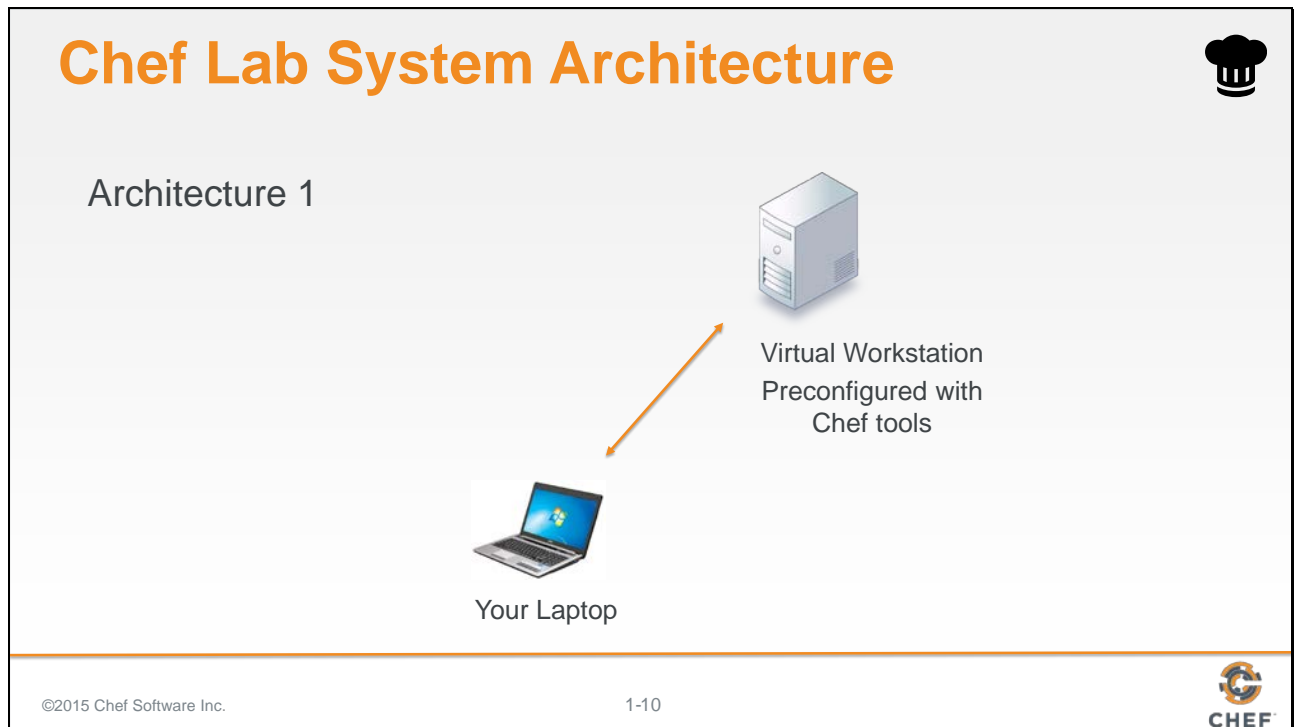 Chef Lab System Architecture
Architecture 1
Virtual Workstation
Preconfigured with
Chef tools
Your Laptop
©2015 Chef Software Inc.
1-10
CHEF